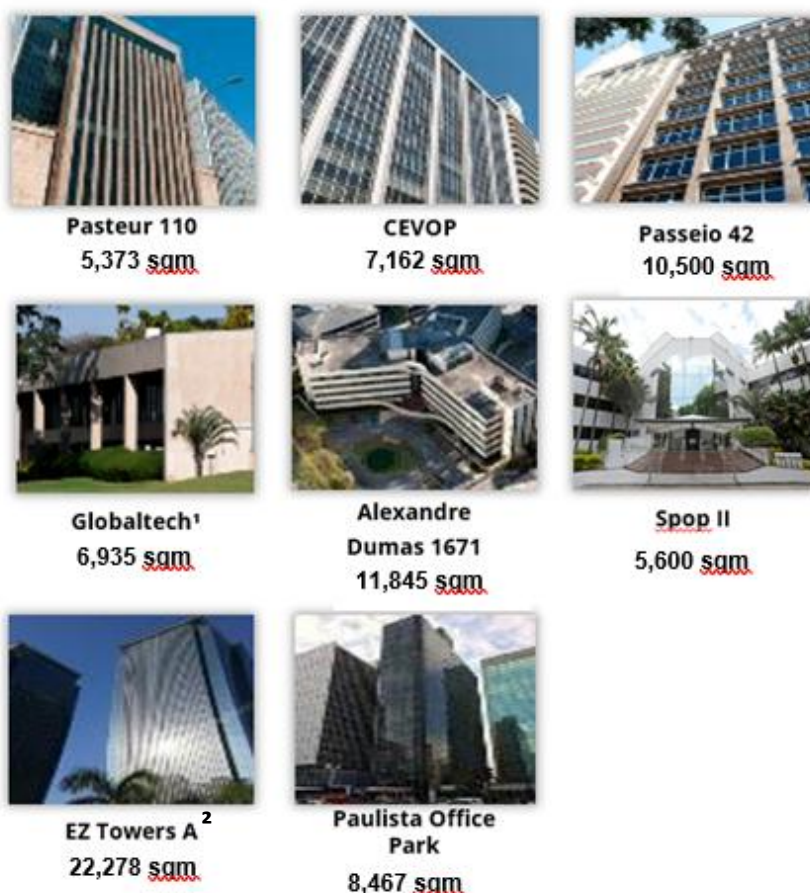 Pasteur 110
5,373 sqm
CEVOP
7,162 sqm
Passeio 42
10,500 sqm
Globaltech¹
6,935 sqm
Alexandre
Dumas 1671
11,845 sqm
Spop II
5,600 sqm
EZ Towers A ²
22,278 sqm
Paulista Office
Park
8,467 sqm